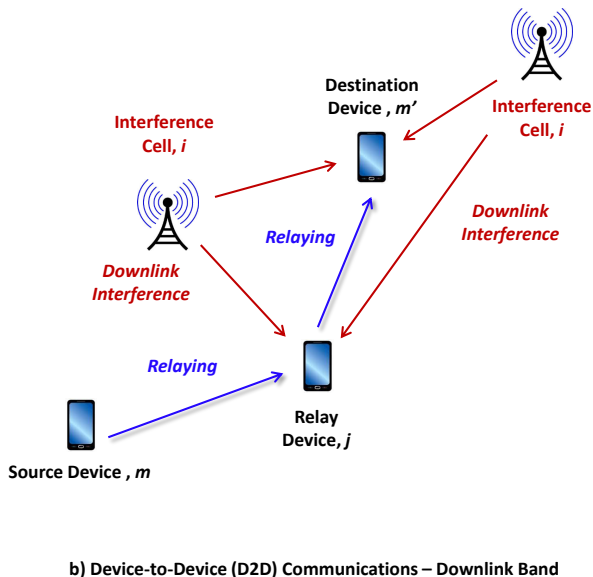 Destination
Device , m'
Interference
Cell, i
Interference
Cell, i
Relaying
Downlink
Interference
Downlink
Interference
Relaying
Relay
Device, j
Source Device , m
b) Device-to-Device (D2D) Communications – Downlink Band